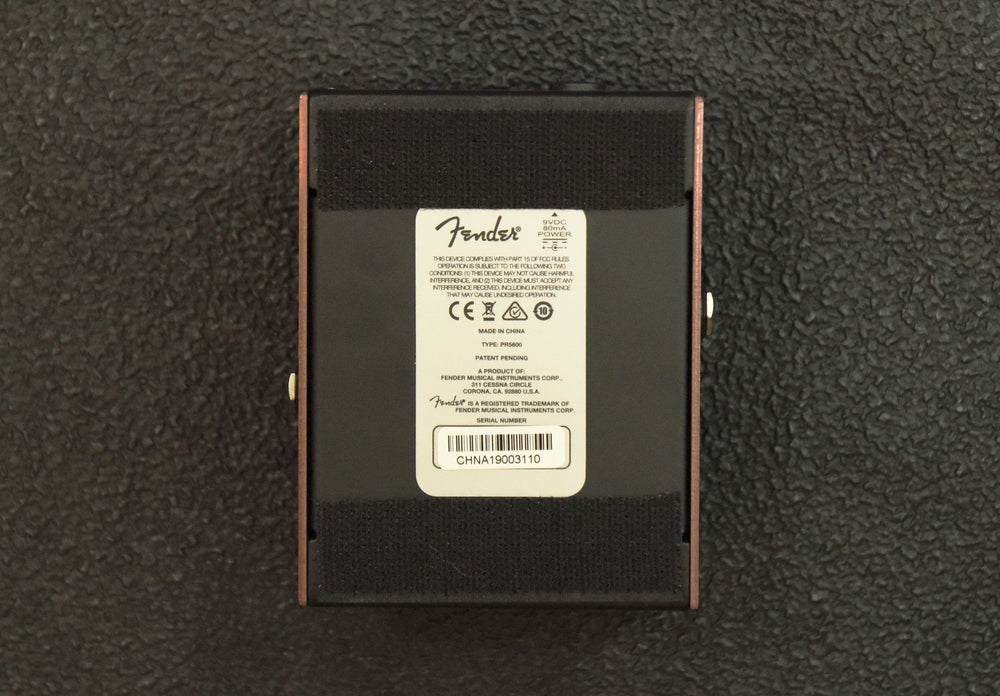 Fender®
9VDC
80mA
POWER
THIS DEVICE COMPLIES WITH PART 15 OF FCC RULES
OPERATION IS SUBJECT TO THE FOLLOWING TWO
CONDITIONS: (1) THIS DEVICE MAY NOT CAUSE HARMFUL
INTERFERENCE, AND (2) THIS DEVICE MUST ACCEPT ANY
INTERFERENCE RECEIVED, INCLUDING INTERFERENCE
THAT MAY CAUSE UNDESIRED OPERATION.
CE 10
MADE IN CHINA
TYPE: PR5800
PATENT PENDING
A PRODUCT OF:
FENDER MUSICAL INSTRUMENTS CORP.,
311 CESSNA CIRCLE
CORONA, CA. 92880 U.S.A.
Fender® IS A REGISTERED TRADEMARK OF
FENDER MUSICAL INSTRUMENTS CORP
SERIAL NUMBER
CHNA19003110